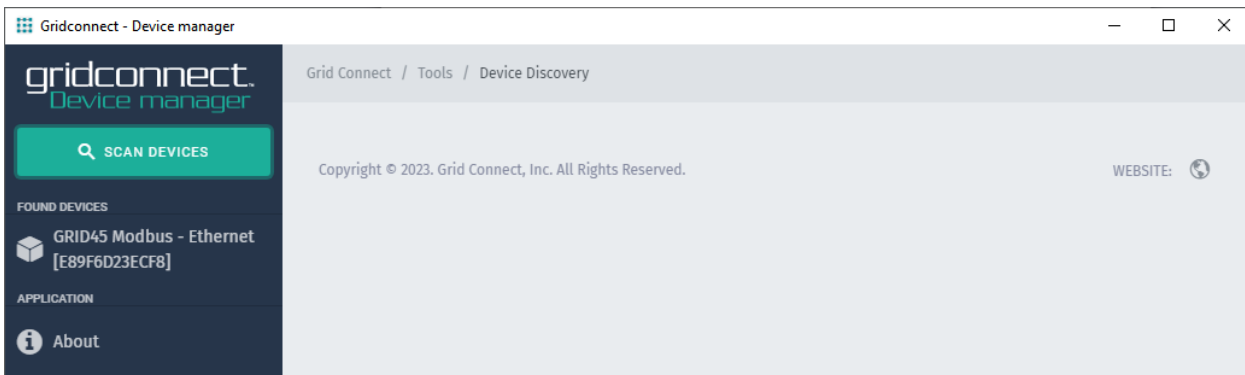 Gridconnect - Device manager
gridconnect™
Device manager
SCAN DEVICES
FOUND DEVICES
GRID45 Modbus - Ethernet
[E89F6D23ECF8]
APPLICATION
About
Grid Connect / Tools / Device Discovery
Copyright © 2023. Grid Connect, Inc. All Rights Reserved.
WEBSITE: